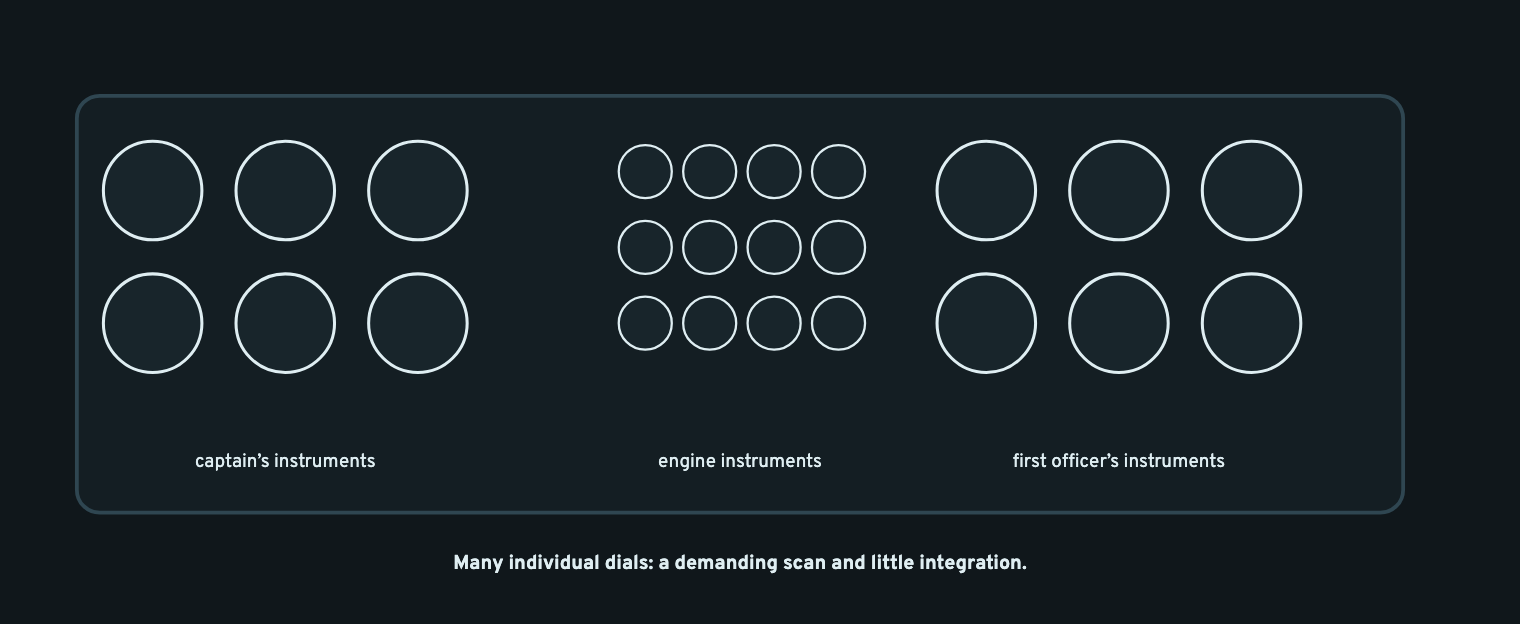 captain’s instruments
engine instruments
first officer’s instruments
Many individual dials: a demanding scan and little integration.